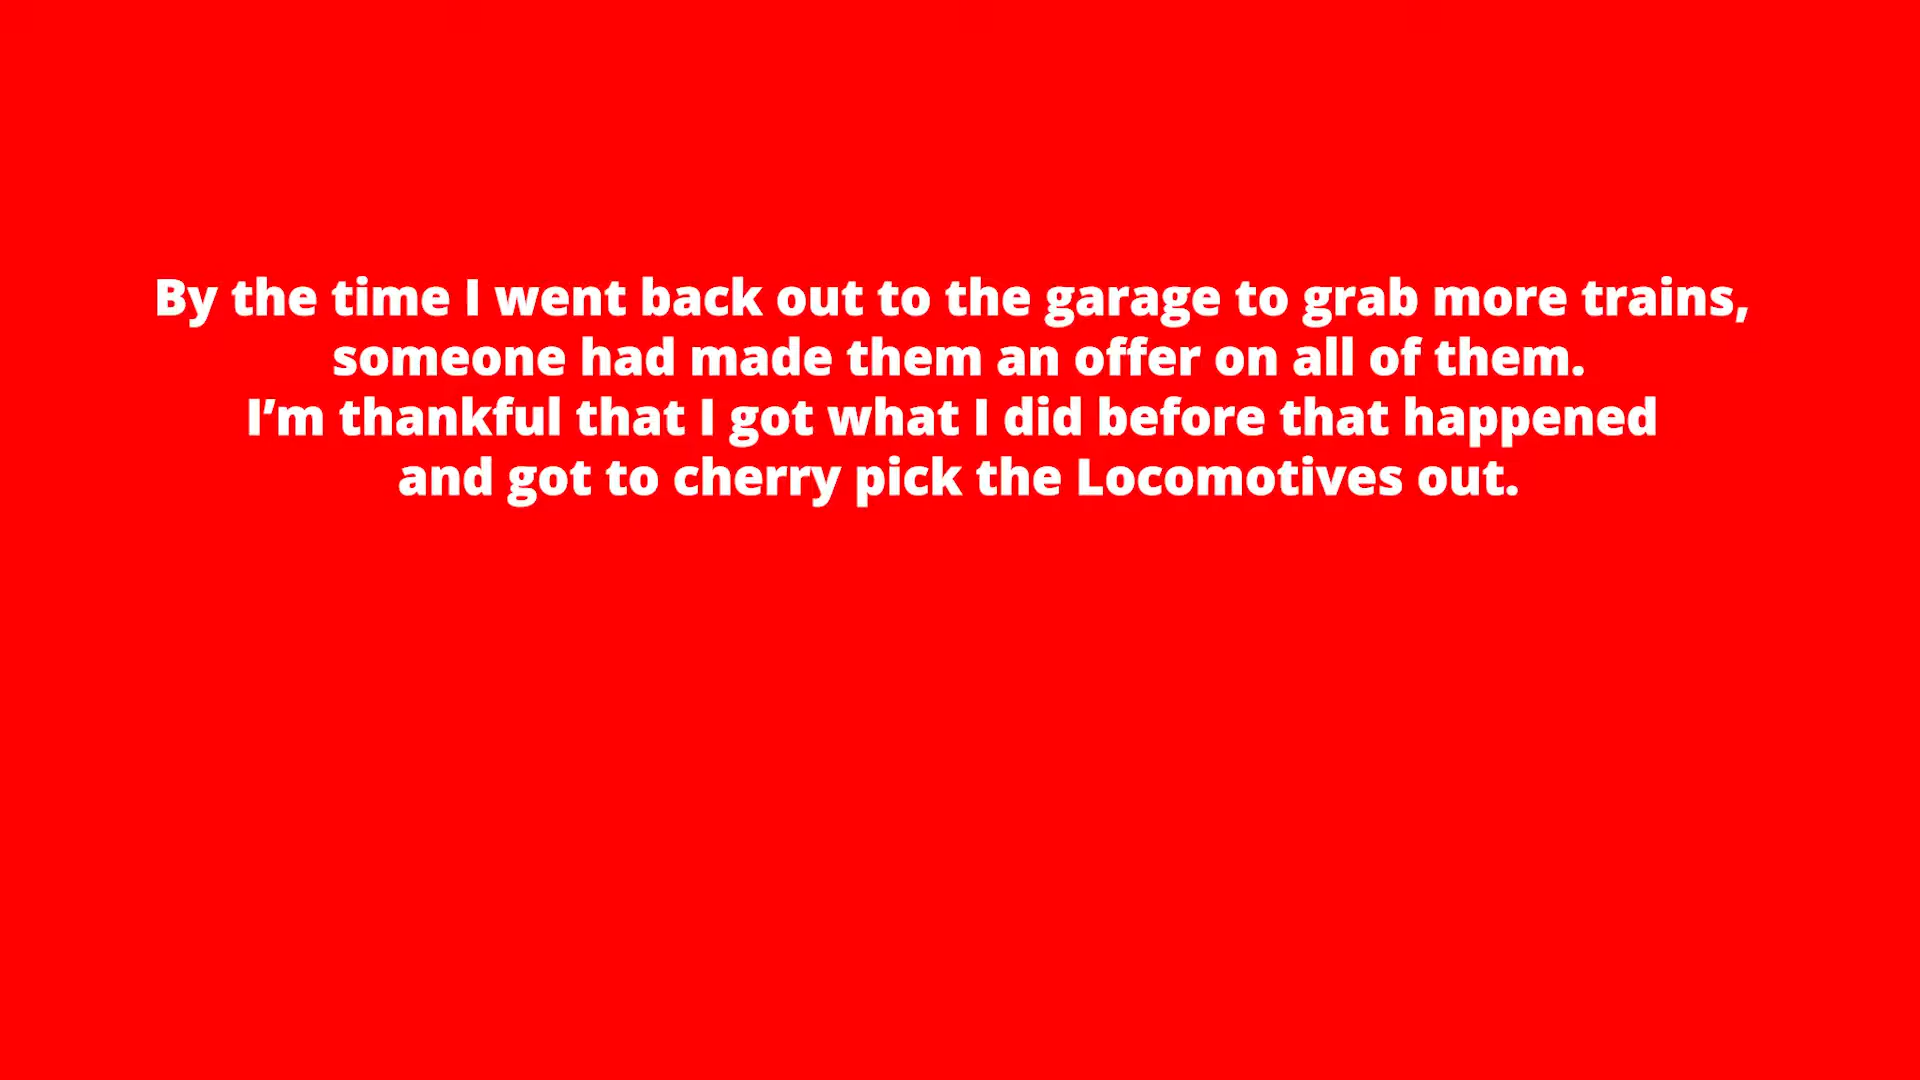 By the time I went back out to the garage to grab more trains,
someone had made them an offer on all of them.
I’m thankful that I got what I did before that happened
and got to cherry pick the Locomotives out.